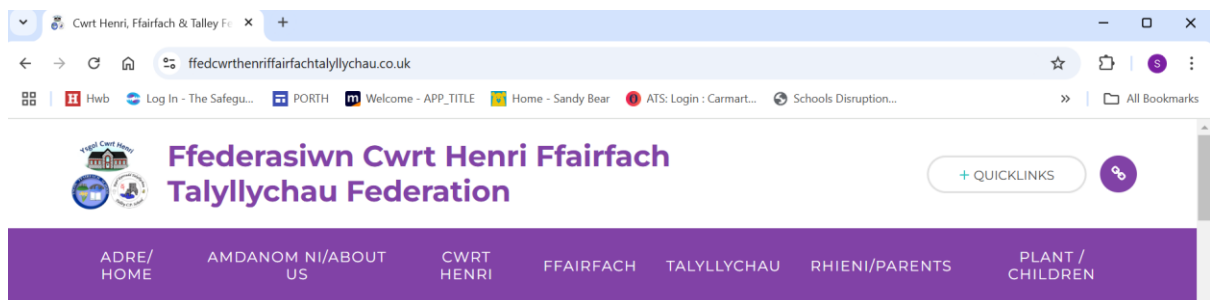 Cwrt Henri, Ffairfach & Talley Fe
ffedcwrthenriffairfachtalyllychau.co.uk
Hwb Log In - The Safegu... PORTH Welcome - APP_TITLE Home - Sandy Bear ATS: Login : Carmart... Schools Disruption... » All Bookmarks
S
Ysgol Cwrt Henri
Ffederasiwn Cwrt Henri Ffairfach
Talyllychau Federation
+ QUICKLINKS
ADRE/
HOME
AMDANOM NI/ABOUT
US
CWRT
HENRI
FFAIRFACH
TALYLLYCHAU
RHIENI/PARENTS
PLANT /
CHILDREN